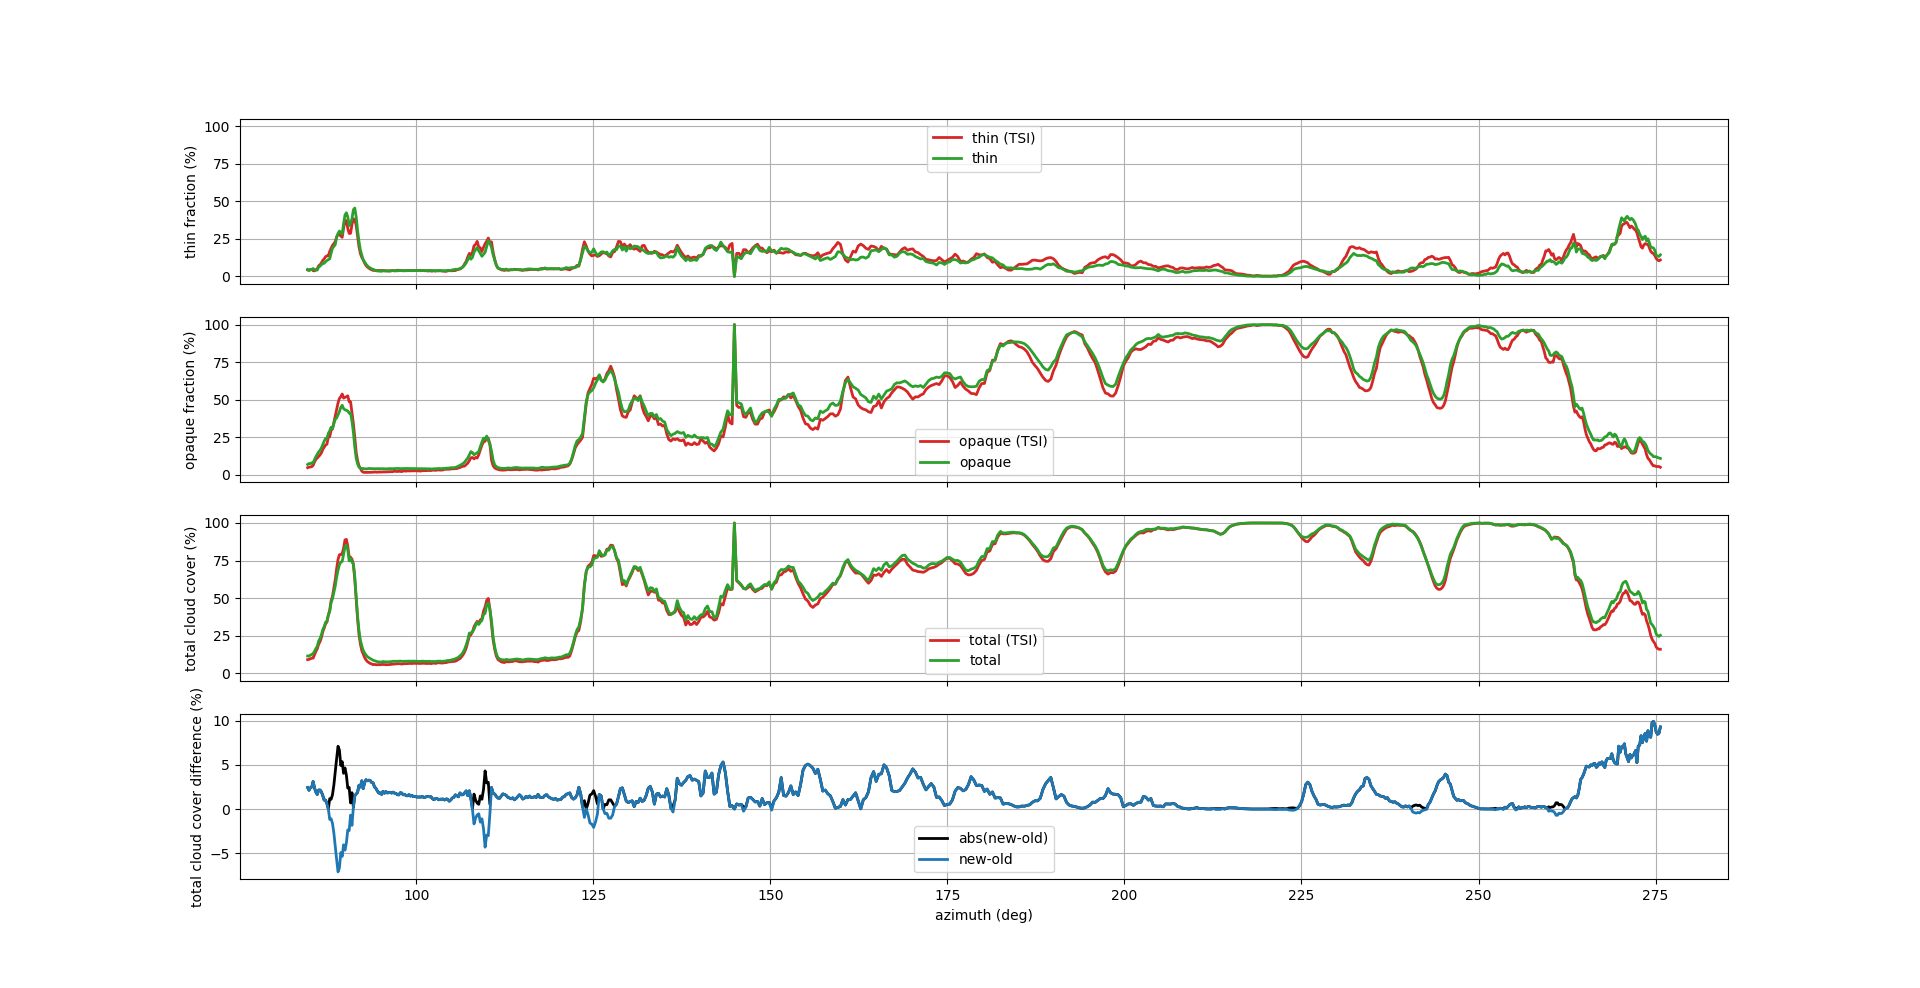 100
75
50
25
0
thin fraction (%)
thin (TSI)
thin
100
75
50
25
0
opaque fraction (%)
opaque (TSI)
opaque
100
75
50
25
0
total cloud cover (%)
total (TSI)
total
10
5
0
−5
total cloud cover difference (%)
abs(new-old)
new-old
100
125
150
175
200
225
250
275
azimuth (deg)